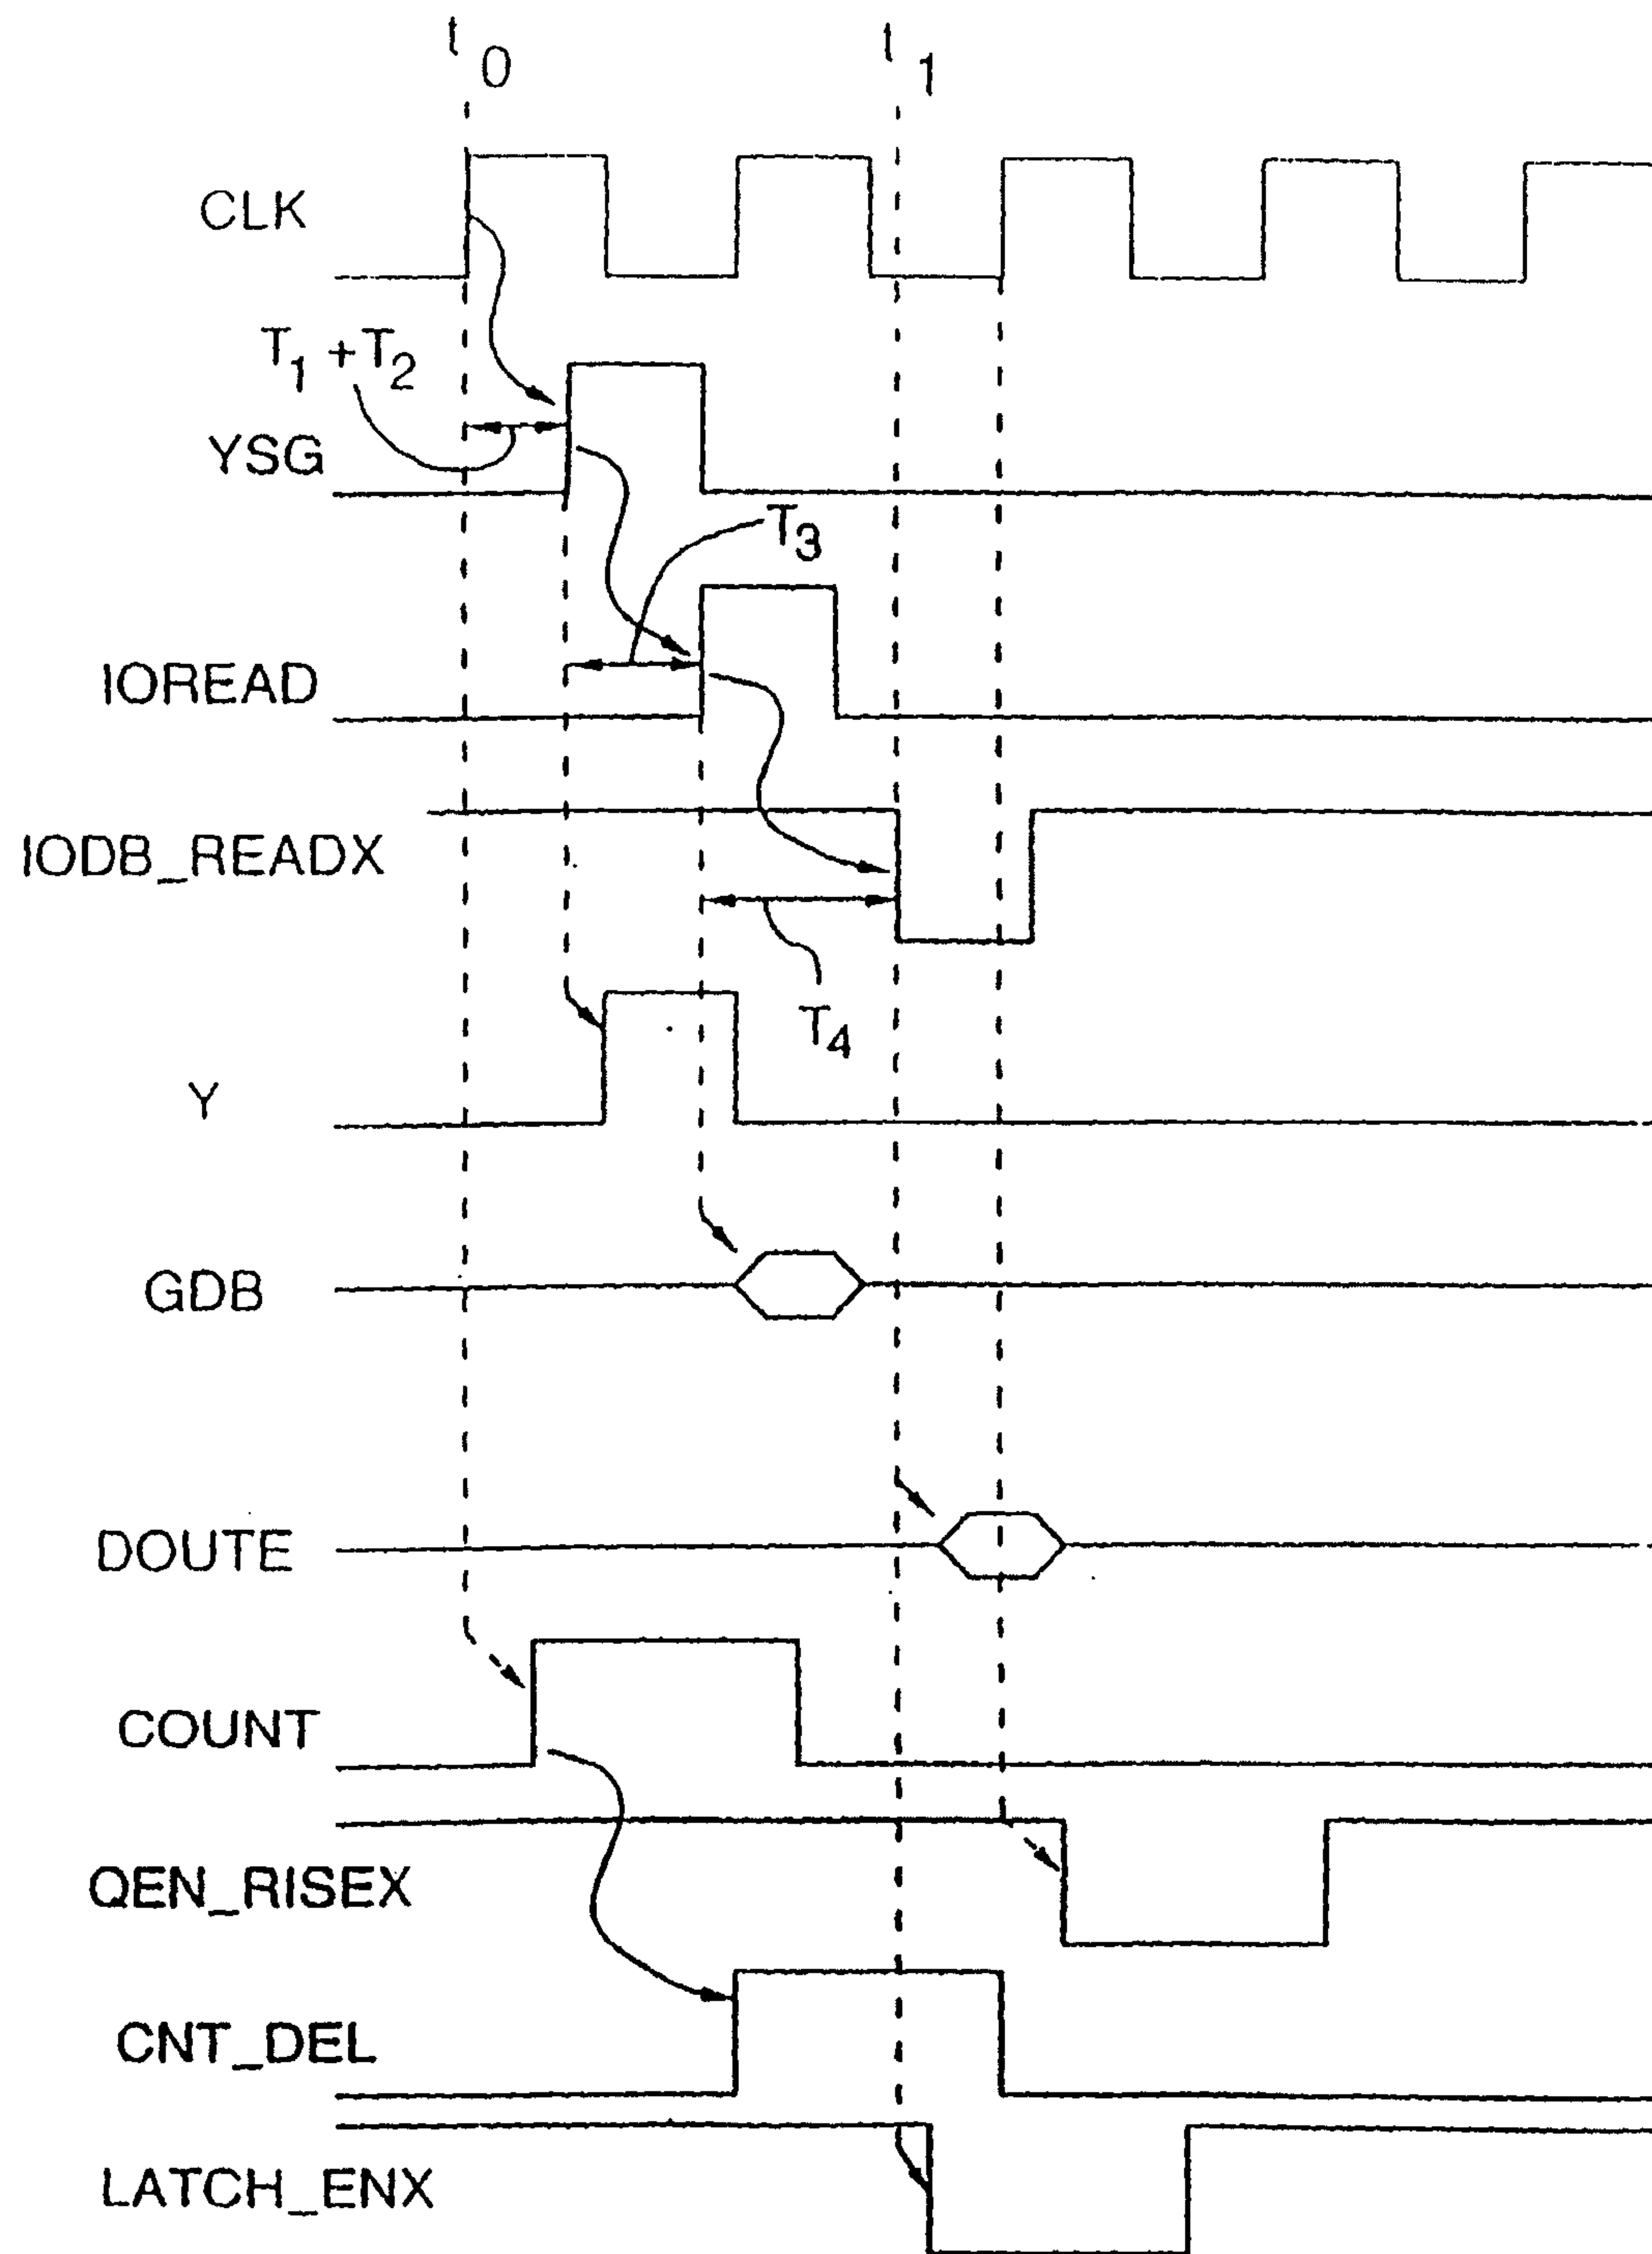 t0 t1
CLK
T1 +T2
YSG
T3
IOREAD
IODB_READX
T4
Y
GDB
DOUTE
COUNT
QEN_RISEX
CNT_DEL
LATCH_ENX